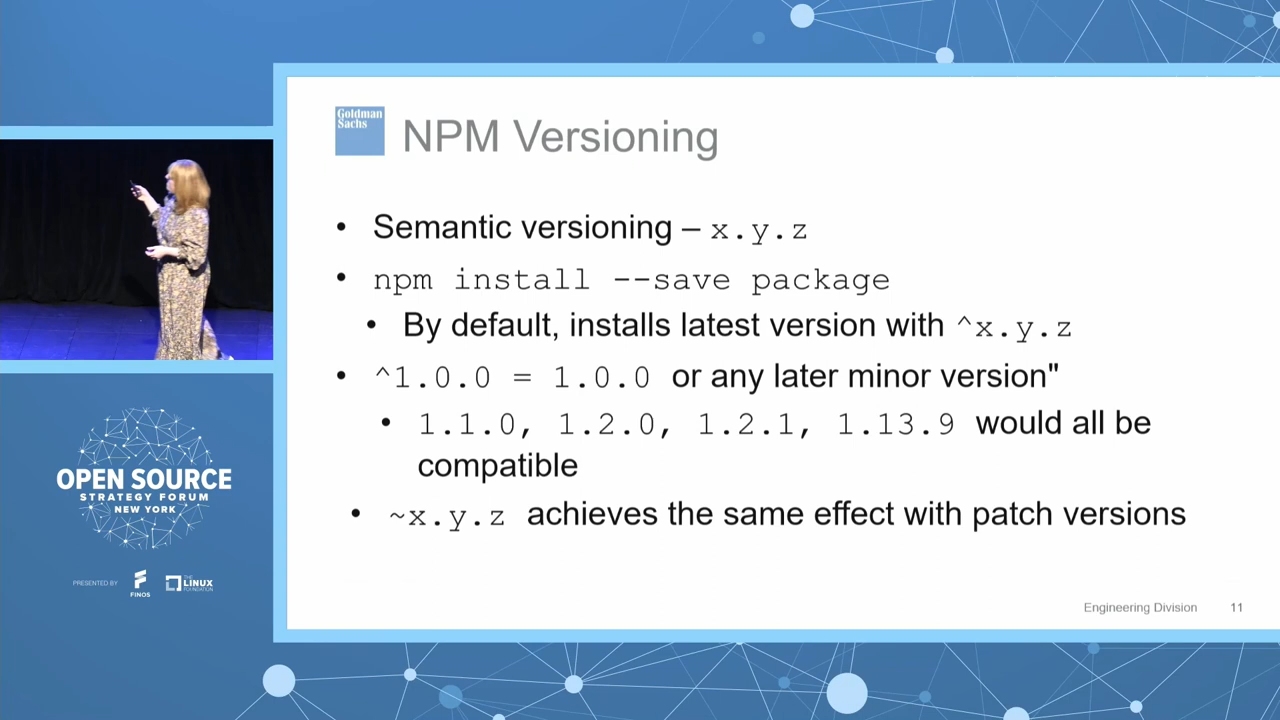 Goldman
Sachs
NPM Versioning
• Semantic versioning – x.y.z
• npm install --save package
• By default, installs latest version with ^x.y.z
• ^1.0.0 = 1.0.0 or any later minor version"
• 1.1.0, 1.2.0, 1.2.1, 1.13.9 would all be
compatible
• ~x.y.z achieves the same effect with patch versions
Engineering Division 11
OPEN SOURCE
STRATEGY FORUM
NEW YORK
PRESENTED BY
FINOS
THE
LINUX
FOUNDATION